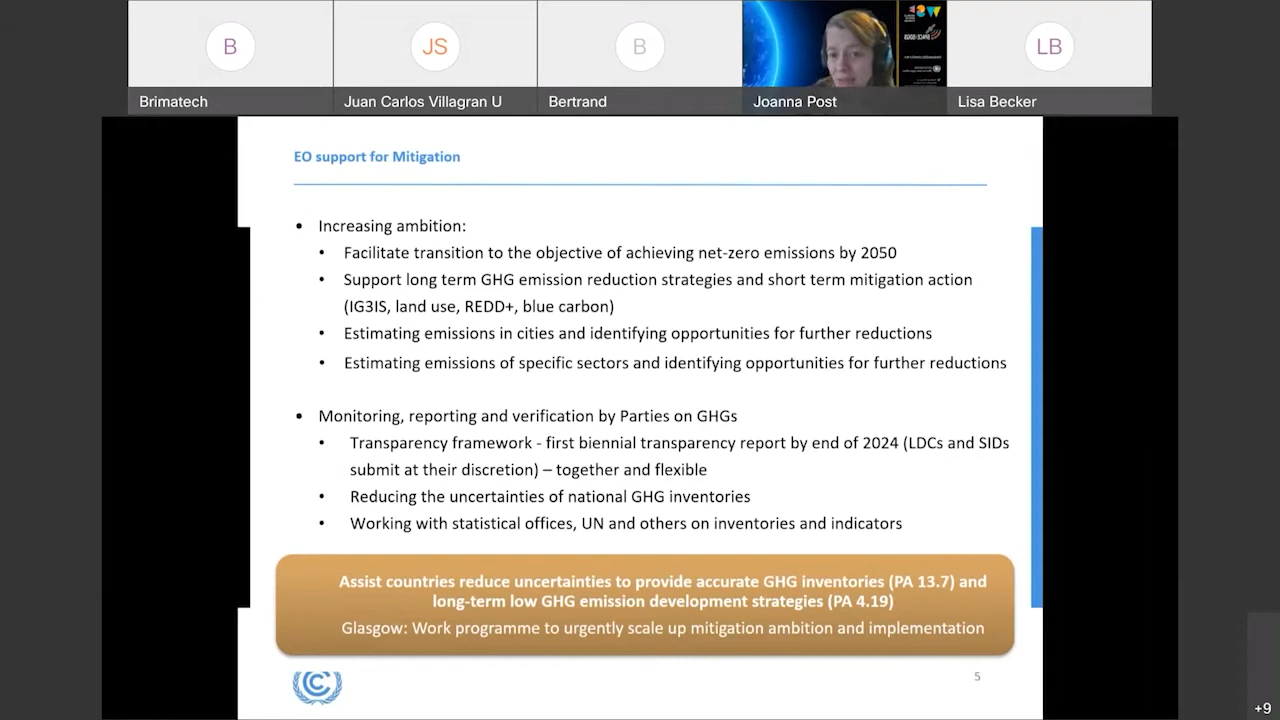 B
JS
B
LB
Brimatech
Juan Carlos Villagran U
Bertrand
Joanna Post
Lisa Becker
EO support for Mitigation
• Increasing ambition:
• Facilitate transition to the objective of achieving net-zero emissions by 2050
• Support long term GHG emission reduction strategies and short term mitigation action
(IG3IS, land use, REDD+, blue carbon)
• Estimating emissions in cities and identifying opportunities for further reductions
• Estimating emissions of specific sectors and identifying opportunities for further reductions
• Monitoring, reporting and verification by Parties on GHGs
• Transparency framework - first biennial transparency report by end of 2024 (LDCs and SIDs
submit at their discretion) – together and flexible
• Reducing the uncertainties of national GHG inventories
• Working with statistical offices, UN and others on inventories and indicators
Assist countries reduce uncertainties to provide accurate GHG inventories (PA 13.7) and
long-term low GHG emission development strategies (PA 4.19)
Glasgow: Work programme to urgently scale up mitigation ambition and implementation
5
+9